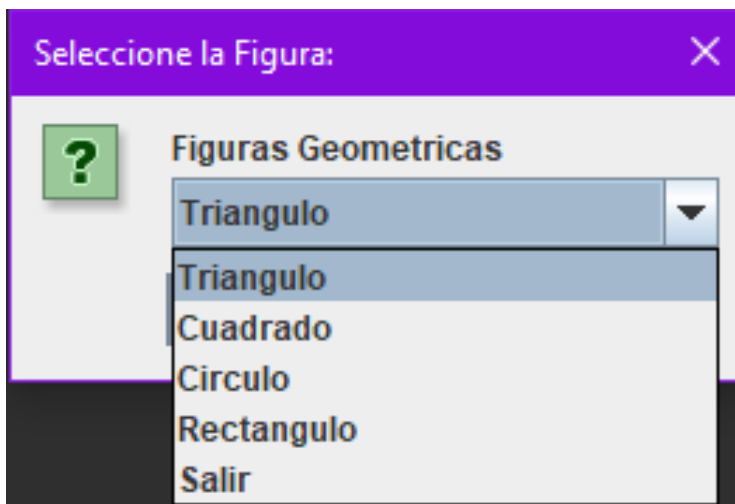 Seleccione la Figura:
?
Figuras Geometricas
Triangulo
Triangulo
Cuadrado
Circulo
Rectangulo
Salir